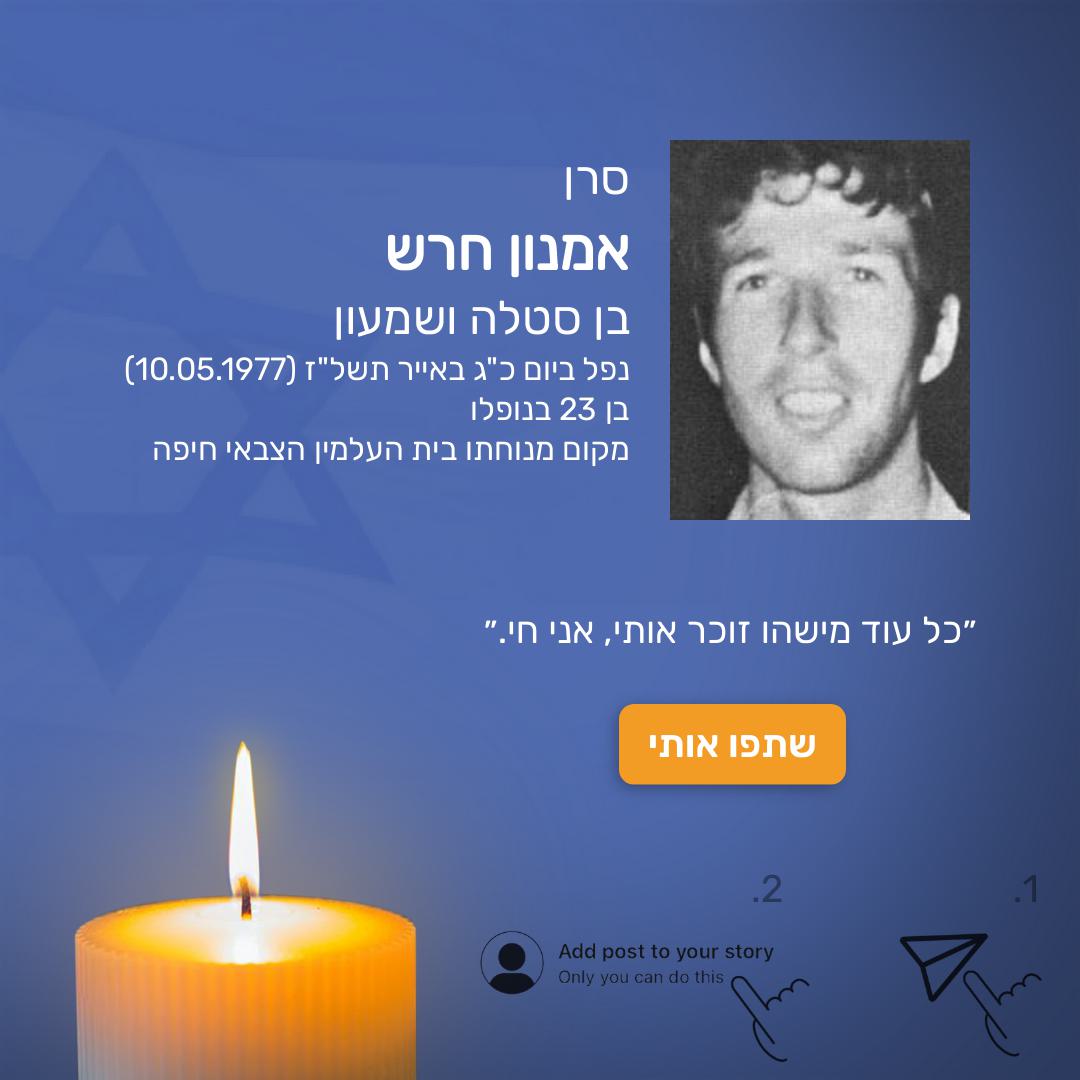 סרן
אמנון חרש
בן סטלה ושמעון
נפל ביום כ"ג באייר תשל"ז (10.05.1977)
בן 23 בנופלו
מקום מנוחתו בית העלמין הצבאי חיפה
״כל עוד מישהו זוכר אותי, אני חי.״
שתפו אותי
1.
2.
Add post to your story
Only you can do this